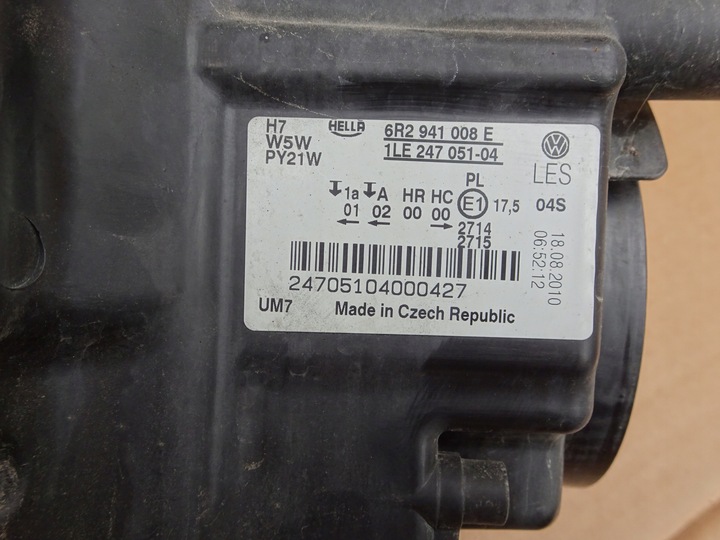 H7
W5W
PY21W
HELLA
6R2 941 008 E
1LE 247 051-04
VW
LES
PL
1a A HR HC E1 17,5 04S
01 02 00 00
2714
2715
18.08.2010
06:52:12
24705104000427
UM7
Made in Czech Republic